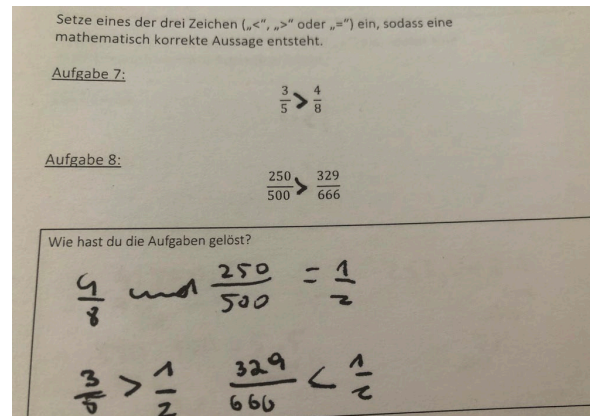 Setze eines der drei Zeichen („<“, „>“ oder „=“) ein, sodass eine
mathematisch korrekte Aussage entsteht.
Aufgabe 7:
3/5 > 4/8
Aufgabe 8:
250/500 > 329/666
Wie hast du die Aufgaben gelöst?
4/8 und 250/500 = 1/2
3/5 > 1/2 329/666 < 1/2